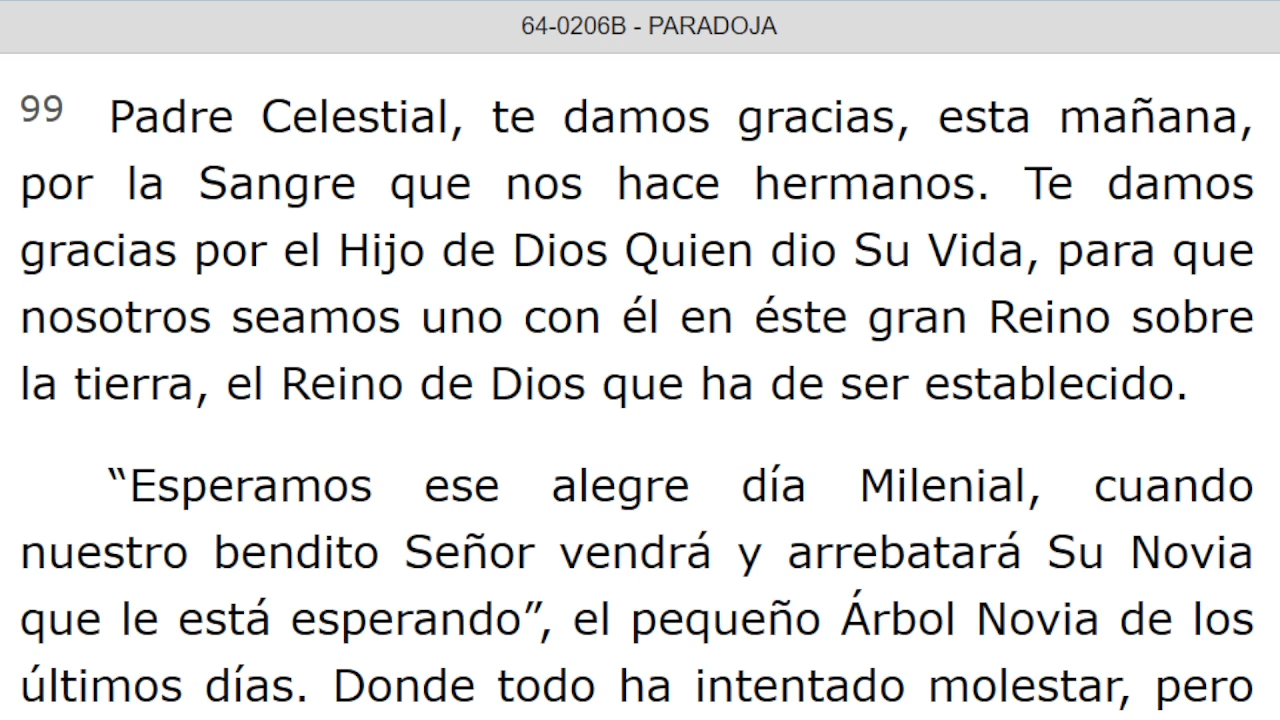 64-0206B - PARADOJA
99 Padre Celestial, te damos gracias, esta mañana,
por la Sangre que nos hace hermanos. Te damos
gracias por el Hijo de Dios Quien dio Su Vida, para que
nosotros seamos uno con él en éste gran Reino sobre
la tierra, el Reino de Dios que ha de ser establecido.
“Esperamos ese alegre día Milenial, cuando
nuestro bendito Señor vendrá y arrebatará Su Novia
que le está esperando”, el pequeño Árbol Novia de los
últimos días. Donde todo ha intentado molestar, pero